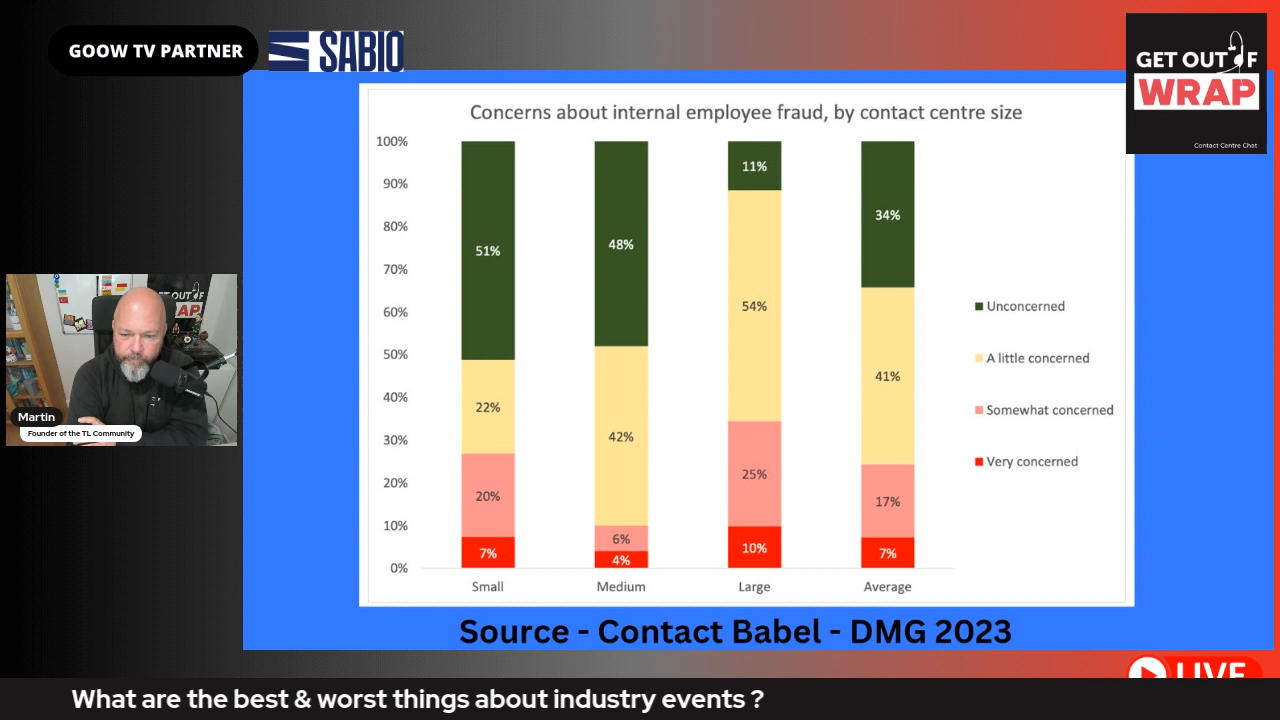 GOOW TV PARTNER
SABIO
GET OUT OF
WRAP
Contact Centre Chat
Concerns about internal employee fraud, by contact centre size
100%
90%
80%
70%
60%
50%
40%
30%
20%
10%
0%
51%
22%
20%
7%
48%
42%
6%
4%
11%
54%
25%
10%
34%
41%
17%
7%
Small
Medium
Large
Average
Unconcerned
A little concerned
Somewhat concerned
Very concerned
GET OUT OF
Martin
Founder of the TL Community
Source - Contact Babel - DMG 2023
LIVE
What are the best & worst things about industry events ?